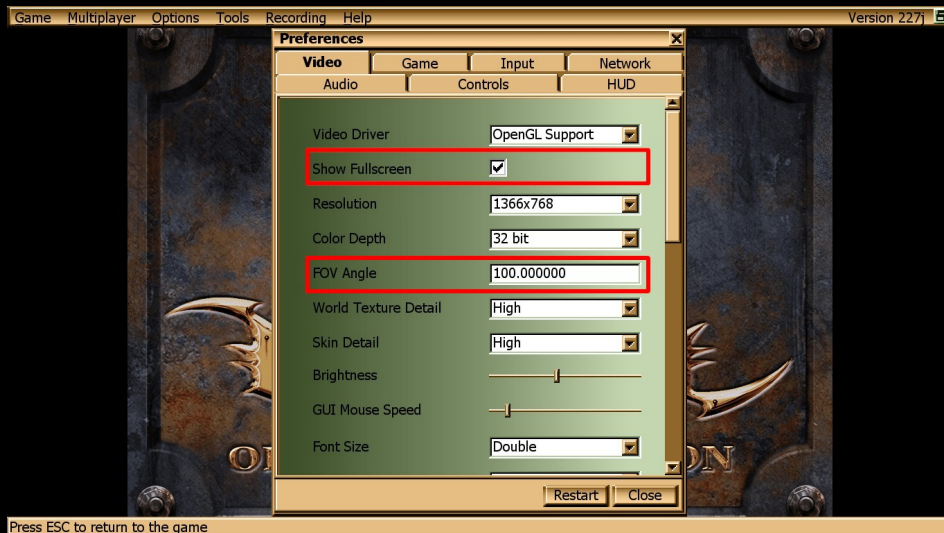 Game Multiplayer Options Tools Recording Help Version 227j
Preferences
Video Game Input Network
Audio Controls HUD
Video Driver OpenGL Support
Show Fullscreen
Resolution 1366x768
Color Depth 32 bit
FOV Angle 100.000000
World Texture Detail High
Skin Detail High
Brightness
GUI Mouse Speed
Font Size Double
Restart Close
Press ESC to return to the game